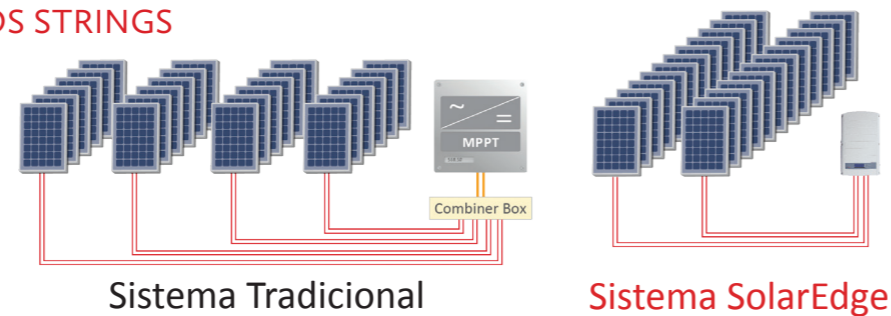 OS STRINGS
MPPT
Combiner Box
Sistema Tradicional
Sistema SolarEdge